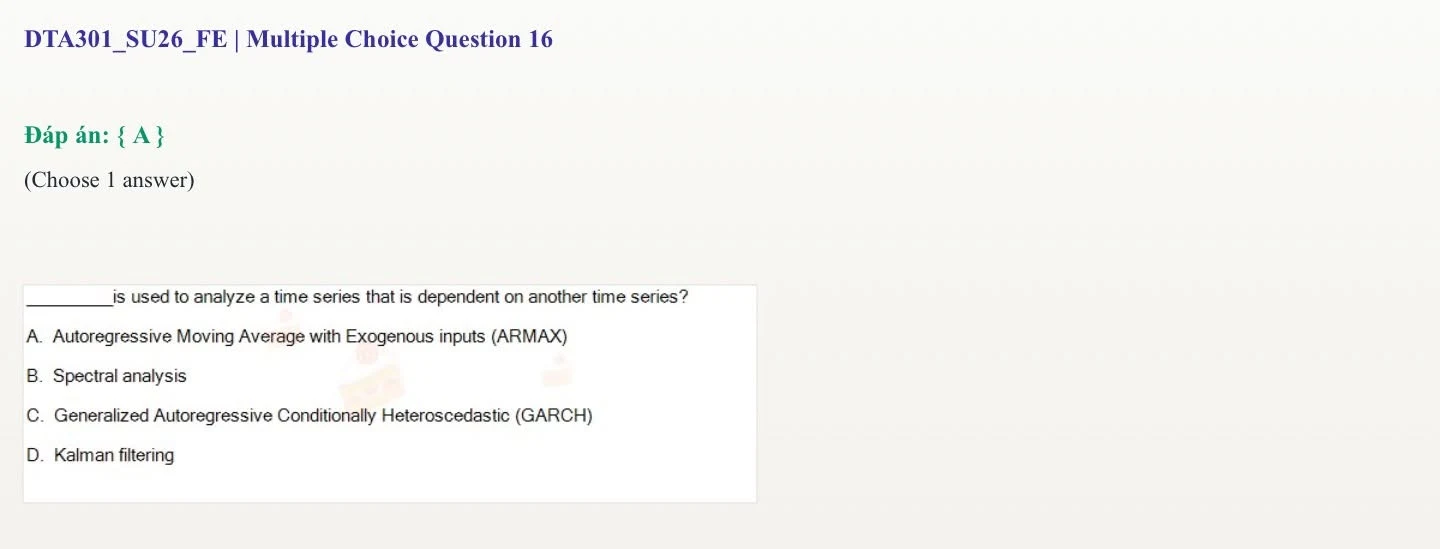 DTA301_SU26_FE | Multiple Choice Question 16
Đáp án: { A }
(Choose 1 answer)
_________is used to analyze a time series that is dependent on another time series?
A. Autoregressive Moving Average with Exogenous inputs (ARMAX)
B. Spectral analysis
C. Generalized Autoregressive Conditionally Heteroscedastic (GARCH)
D. Kalman filtering